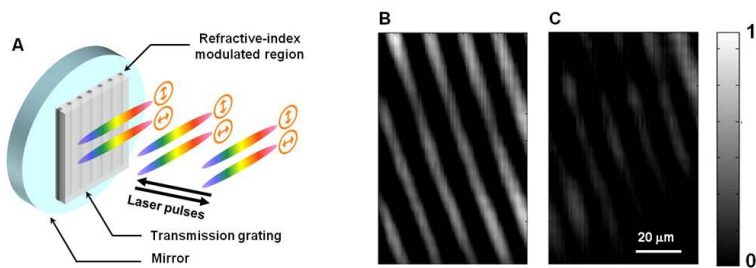 A
Refractive-index
modulated region
Laser pulses
Transmission grating
Mirror
B
C
20 μm
1
0